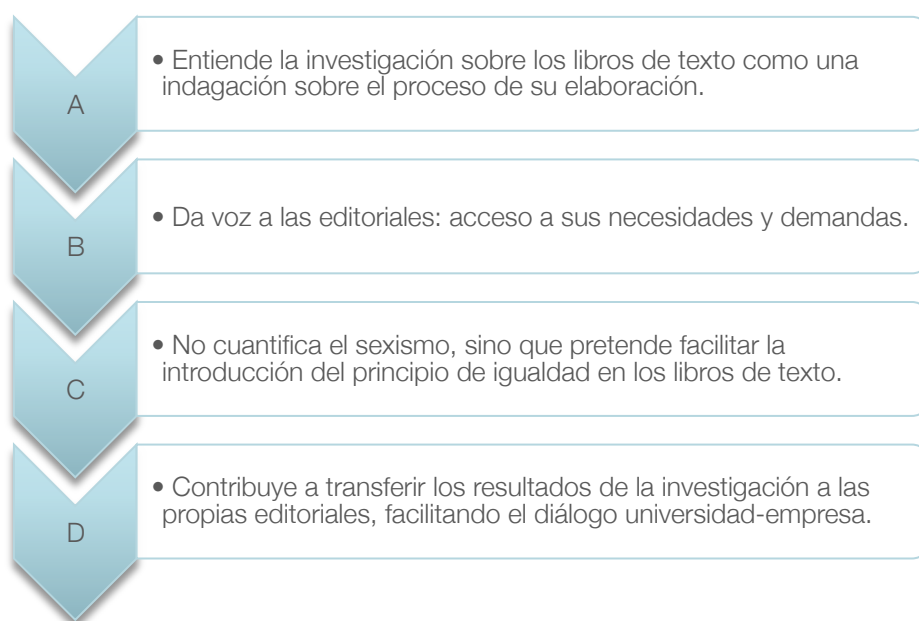 A
• Entiende la investigación sobre los libros de texto como una
indagación sobre el proceso de su elaboración.
B
• Da voz a las editoriales: acceso a sus necesidades y demandas.
C
• No cuantifica el sexismo, sino que pretende facilitar la
introducción del principio de igualdad en los libros de texto.
D
• Contribuye a transferir los resultados de la investigación a las
propias editoriales, facilitando el diálogo universidad-empresa.